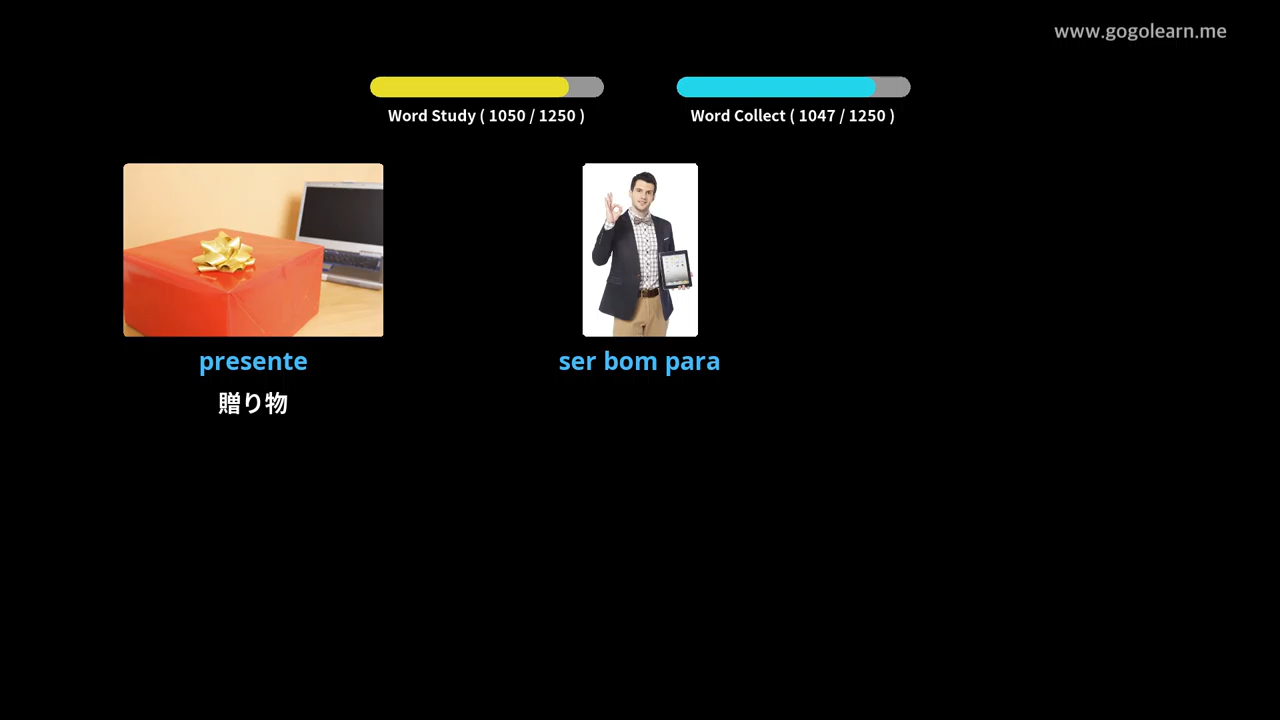 www.gogolearn.me
Word Study ( 1050 / 1250 )
Word Collect ( 1047 / 1250 )
presente
ser bom para
贈り物